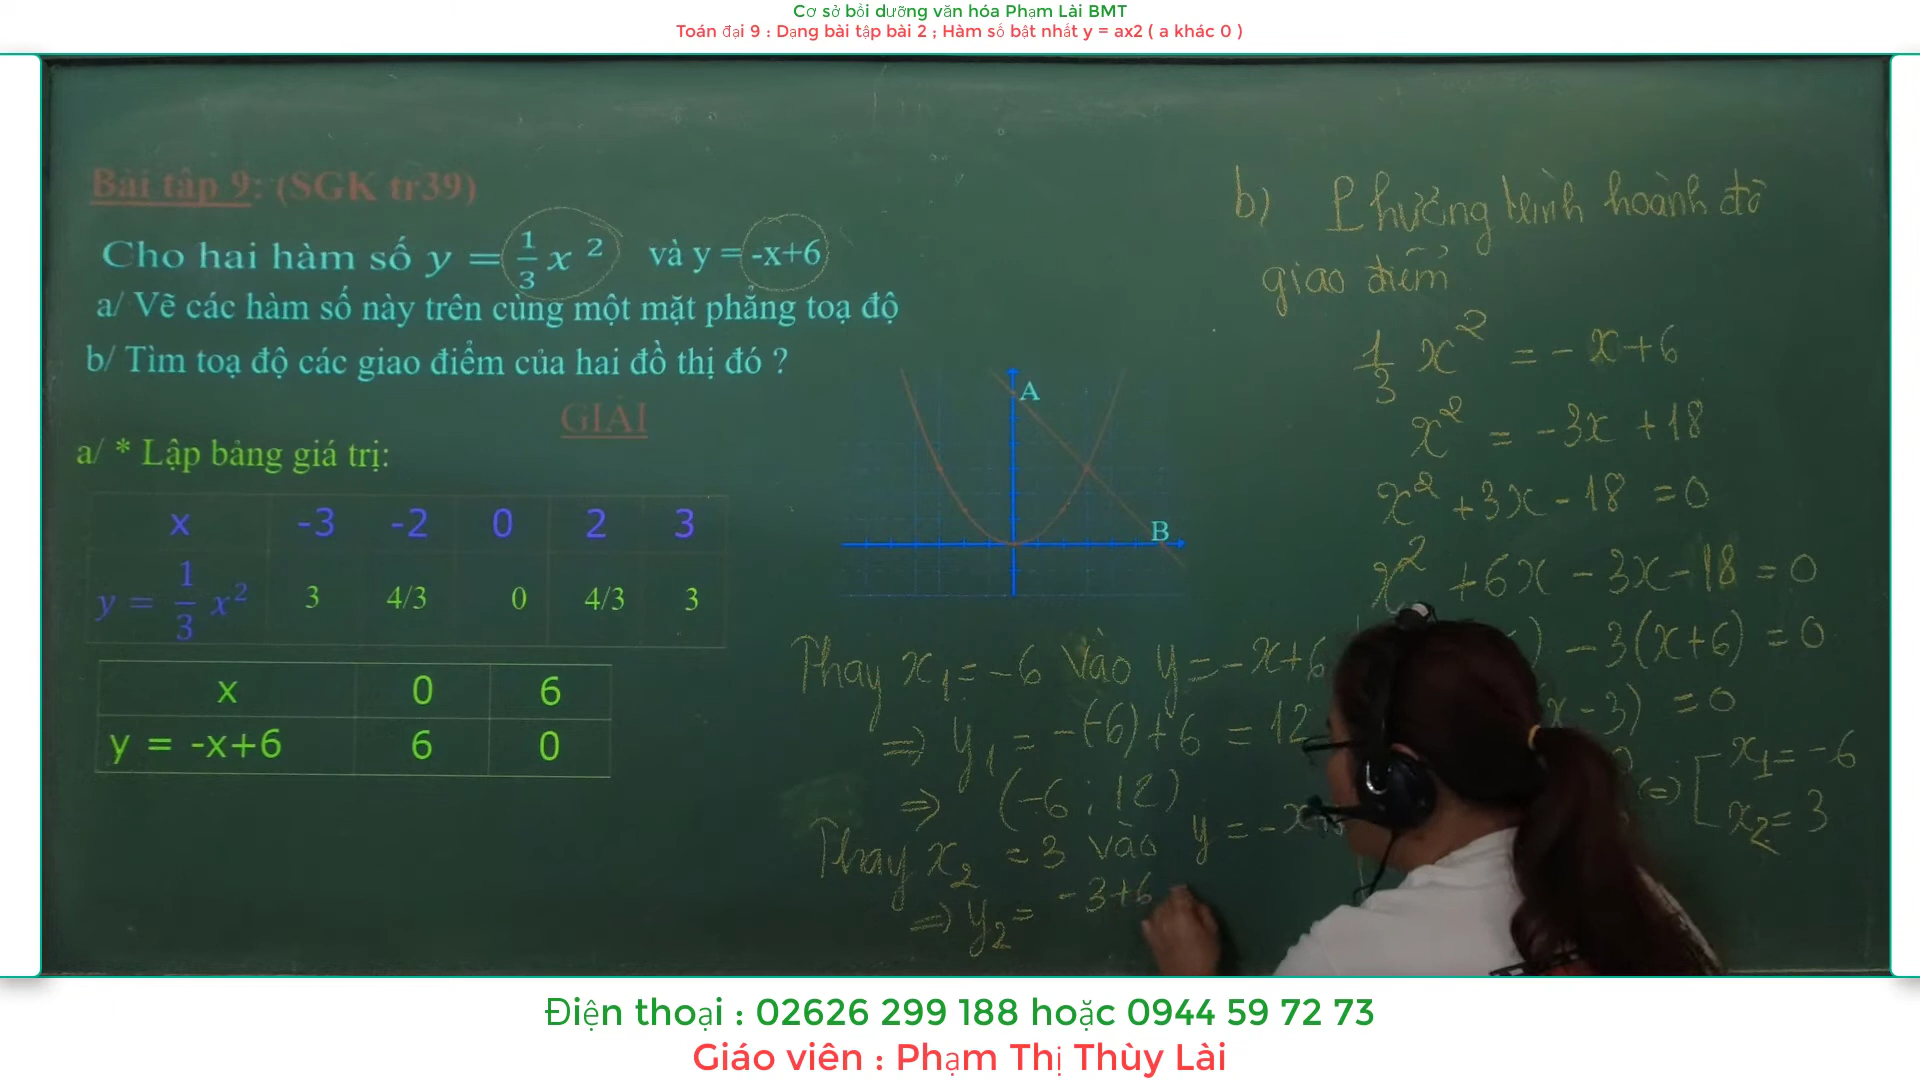 Cơ sở bồi dưỡng văn hóa Phạm Lài BMT
Toán đại 9 : Dạng bài tập bài 2 ; Hàm số bật nhất y = ax2 ( a khác 0 )
Bài tập 9: (SGK tr39)
Cho hai hàm số y = 1/3 x² và y = -x+6
a/ Vẽ các hàm số này trên cùng một mặt phẳng toạ độ
b/ Tìm toạ độ các giao điểm của hai đồ thị đó ?
GIẢI
a/ * Lập bảng giá trị:
x -3 -2 0 2 3
y = 1/3 x² 3 4/3 0 4/3 3
x 0 6
y = -x+6 6 0
A
B
b) Phương trình hoành độ
giao điểm
1/3 x² = -x+6
x² = -3x +18
x² +3x -18 =0
x² +6x -3x-18 =0
) -3(x+6) =0
x-3) =0
⇔ [ x₁=-6
x₂=3
Thay x₁=-6 vào y=-x+6
⇒ y₁ = -(-6)+6 = 12
⇒ (-6;12)
Thay x₂ =3 vào y = -x
⇒ y₂= -3+6
Điện thoại : 02626 299 188 hoặc 0944 59 72 73
Giáo viên : Phạm Thị Thùy Lài